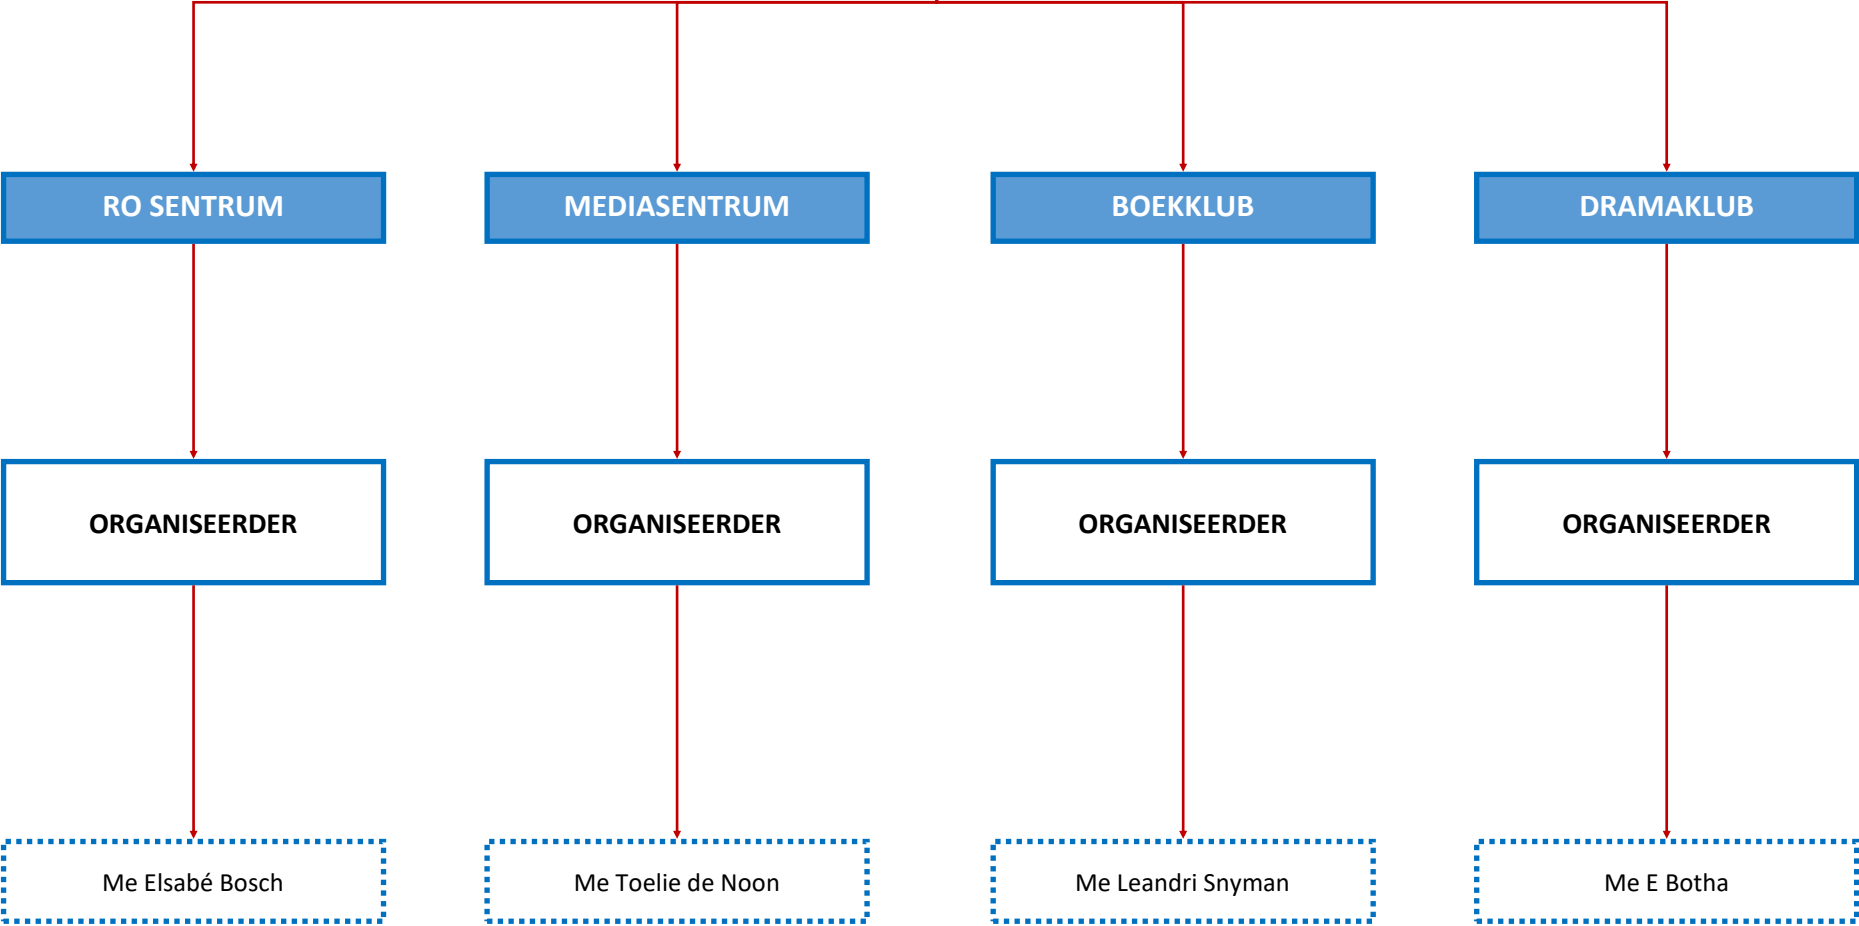 RO SENTRUM
MEDIASENTRUM
BOEKKLUB
DRAMAKLUB
ORGANISEERDER
ORGANISEERDER
ORGANISEERDER
ORGANISEERDER
Me Elsabé Bosch
Me Toelie de Noon
Me Leandri Snyman
Me E Botha